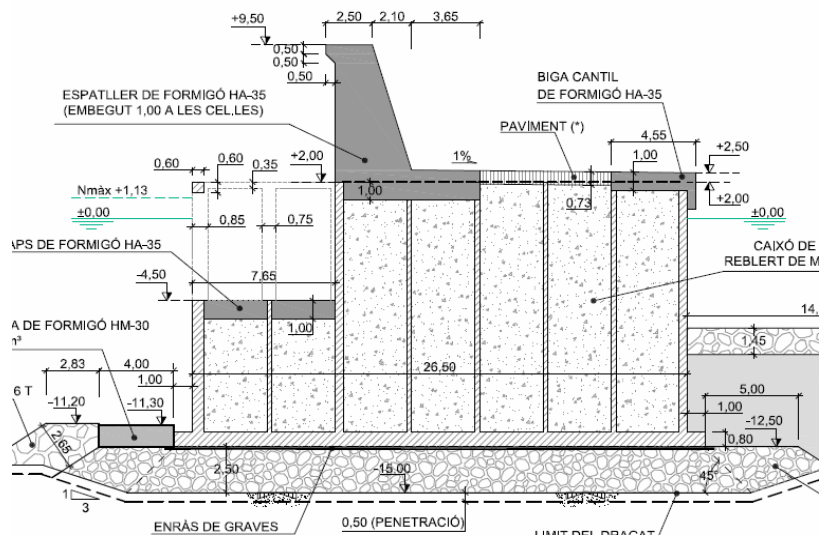 2,50 2,10 3,65
+9,50
0,50
0,50
0,50
ESPATLLER DE FORMIGÓ HA-35
(EMBEGUT 1,00 A LES CEL.LES)
BIGA CANTIL
DE FORMIGÓ HA-35
PAVIMENT (*)
4,55
0,60 0,60 0,35 +2,00
1%
1,00
+2,50
Nmàx +1,13
1,00
0,73
+2,00
±0,00
0,85 0,75
±0,00
APS DE FORMIGÓ HA-35
CAIXÓ DE
REBLERT DE M
-4,50
7,65
1,00
14,
A DE FORMIGÓ HM-30
m³
1,45
2,83 4,00
26,50
1,00
5,00
6 T
-11,20
-11,30
1,00
-12,50
2,65
0,80
2,50
-15,00
45°
1
3
ENRÀS DE GRAVES
0,50 (PENETRACIÓ)
LIMIT DEL DRAGAT